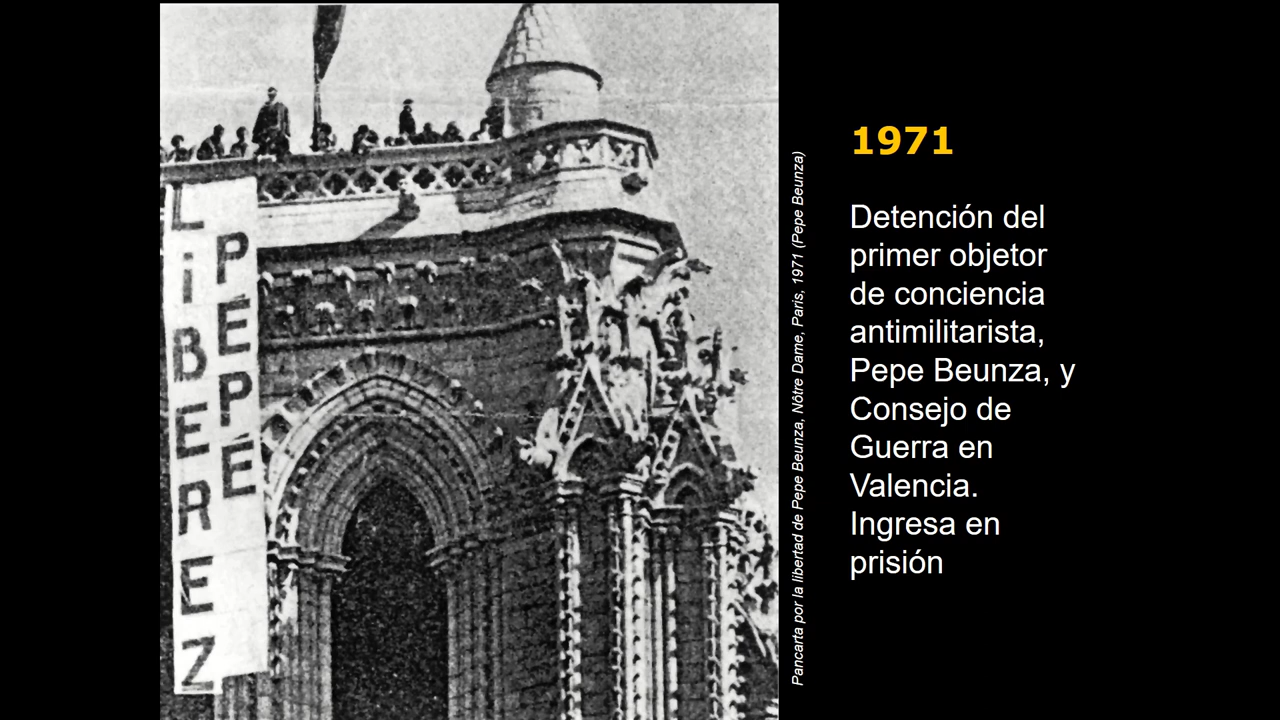 LiBEREZ
PEPÉ
Pancarta por la libertad de Pepe Beunza, Nôtre Dame, Paris, 1971 (Pepe Beunza)
1971
Detención del
primer objetor
de conciencia
antimilitarista,
Pepe Beunza, y
Consejo de
Guerra en
Valencia.
Ingresa en
prisión